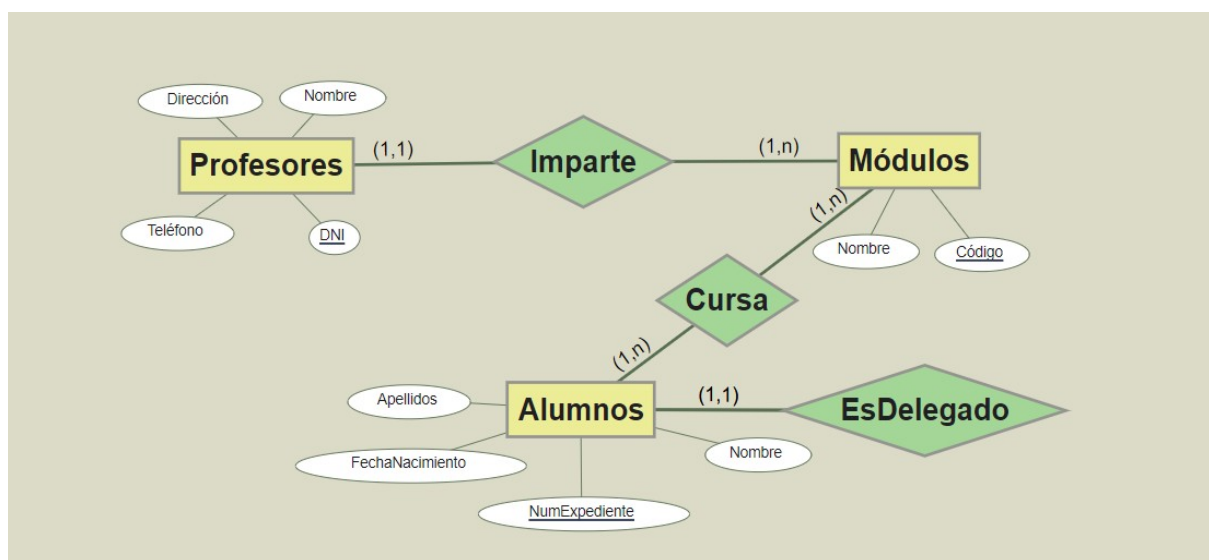 Dirección
Nombre
Profesores
(1,1)
Imparte
(1,n)
Módulos
Teléfono
DNI
(1,n)
Nombre
Código
Cursa
(1,n)
Apellidos
Alumnos
(1,1)
EsDelegado
FechaNacimiento
Nombre
NumExpediente